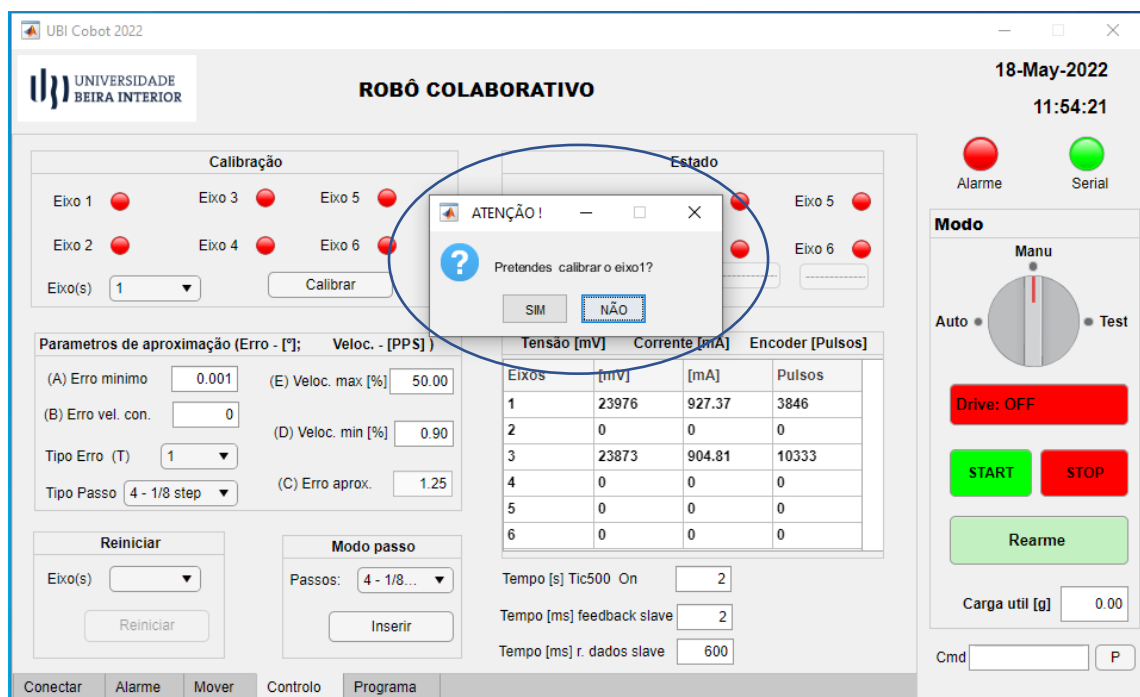 UBI Cobot 2022
UNIVERSIDADE
BEIRA INTERIOR
ROBÔ COLABORATIVO
18-May-2022
11:54:21
Alarme
Serial
Calibração
Eixo 1
Eixo 3
Eixo 5
Eixo 2
Eixo 4
Eixo 6
Eixo(s)
1
Calibrar
Estado
Eixo 5
Eixo 6
---------------
ATENÇÃO !
Pretendes calibrar o eixo1?
SIM
NÃO
Modo
Manu
Auto
Test
Drive: OFF
START
STOP
Rearme
Carga util [g]
0.00
Cmd
P
Parametros de aproximação (Erro - [º]; Veloc. - [PPS] )
(A) Erro minimo
0.001
(E) Veloc. max [%]
50.00
(B) Erro vel. con.
0
(D) Veloc. min [%]
0.90
Tipo Erro (T)
1
(C) Erro aprox.
1.25
Tipo Passo
4 - 1/8 step
Tensão [mV] Corrente [mA] Encoder [Pulsos]
Eixos [mV] [mA] Pulsos
1 23976 927.37 3846
2 0 0 0
3 23873 904.81 10333
4 0 0 0
5 0 0 0
6 0 0 0
Reiniciar
Eixo(s)
Reiniciar
Modo passo
Passos:
4 - 1/8...
Inserir
Tempo [s] Tic500 On
2
Tempo [ms] feedback slave
2
Tempo [ms] r. dados slave
600
Conectar
Alarme
Mover
Controlo
Programa